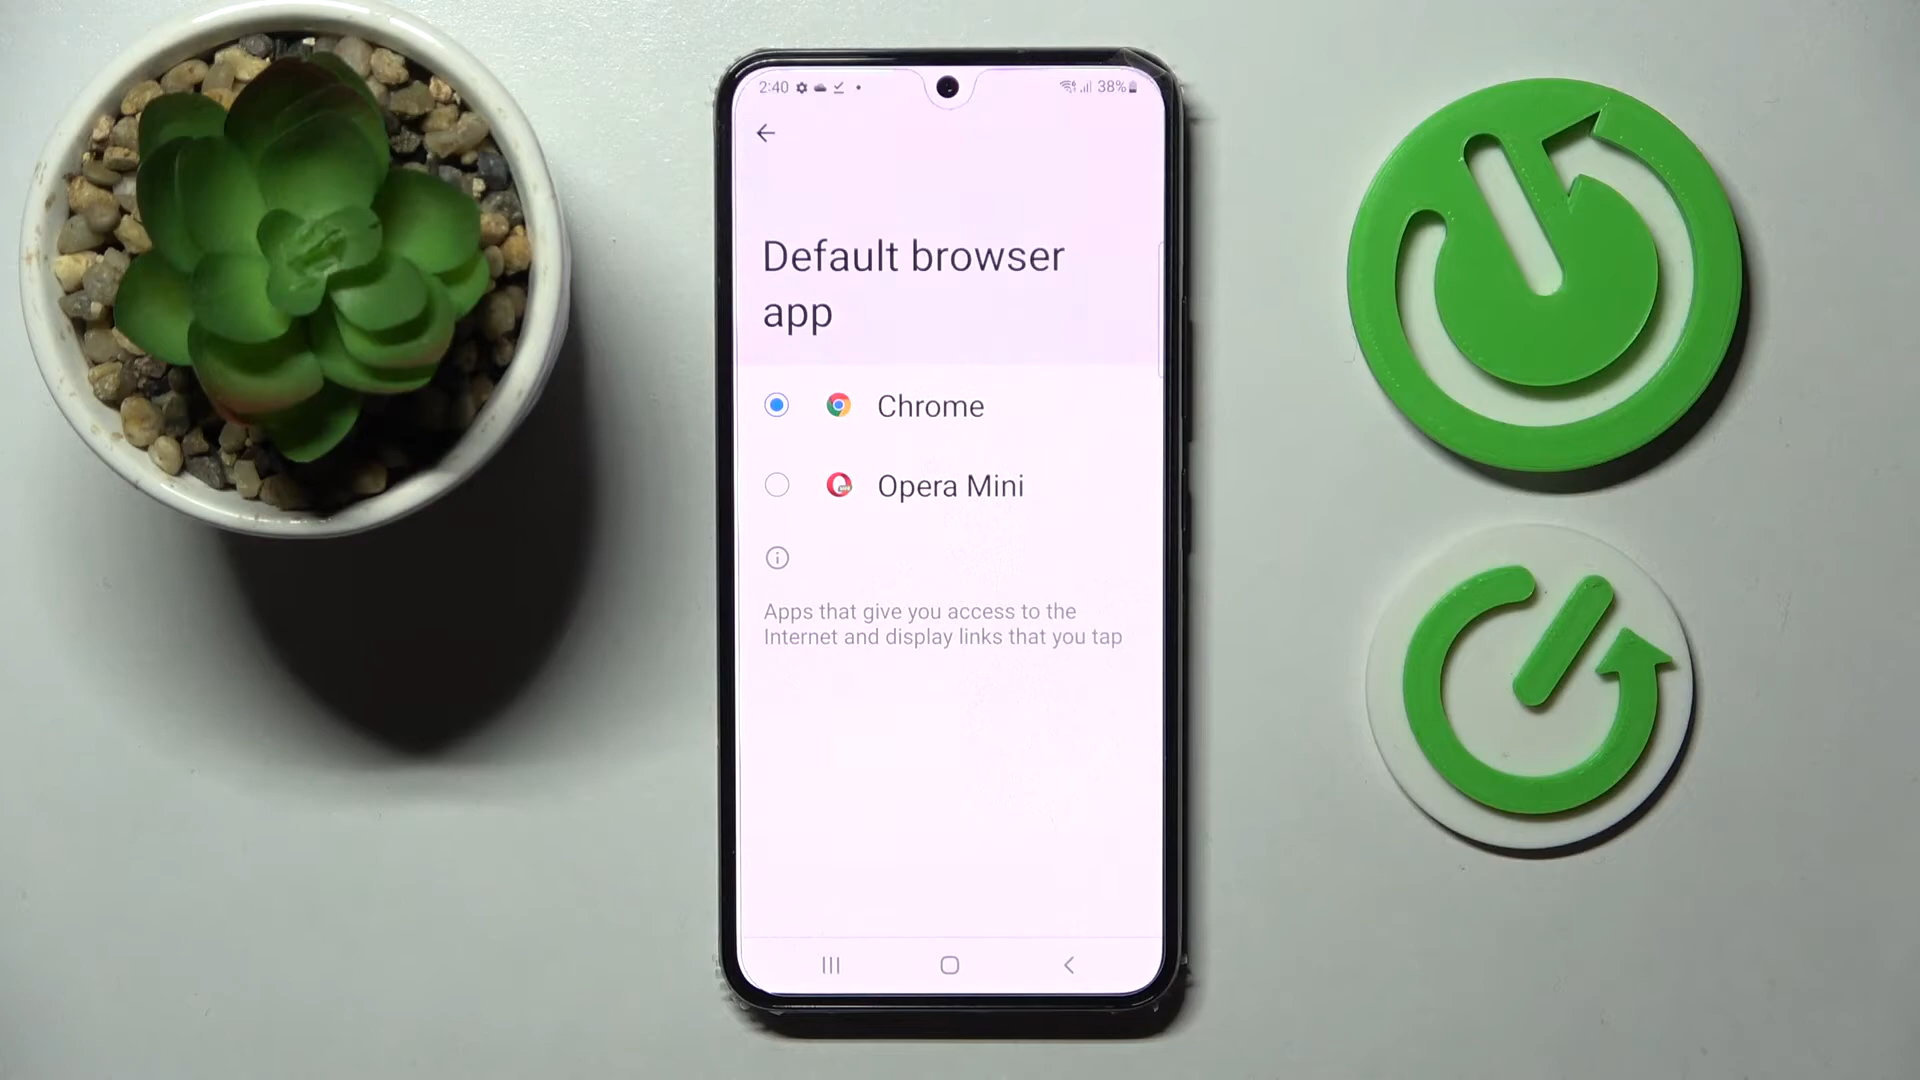 2:40
38%
Default browser
app
Chrome
Opera Mini
Apps that give you access to the
Internet and display links that you tap